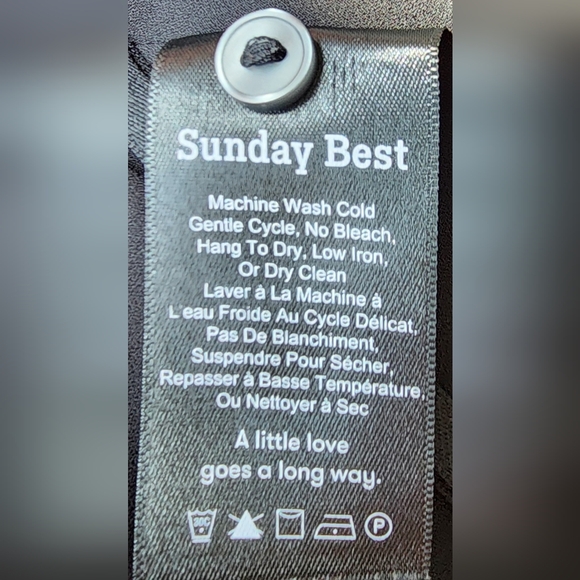 Sunday Best
Machine Wash Cold
Gentle Cycle, No Bleach,
Hang To Dry, Low Iron,
Or Dry Clean
Laver à La Machine à
L'eau Froide Au Cycle Délicat,
Pas De Blanchiment,
Suspendre Pour Sécher,
Repasser à Basse Température,
Ou Nettoyer à Sec
A little love
goes a long way.
30C P